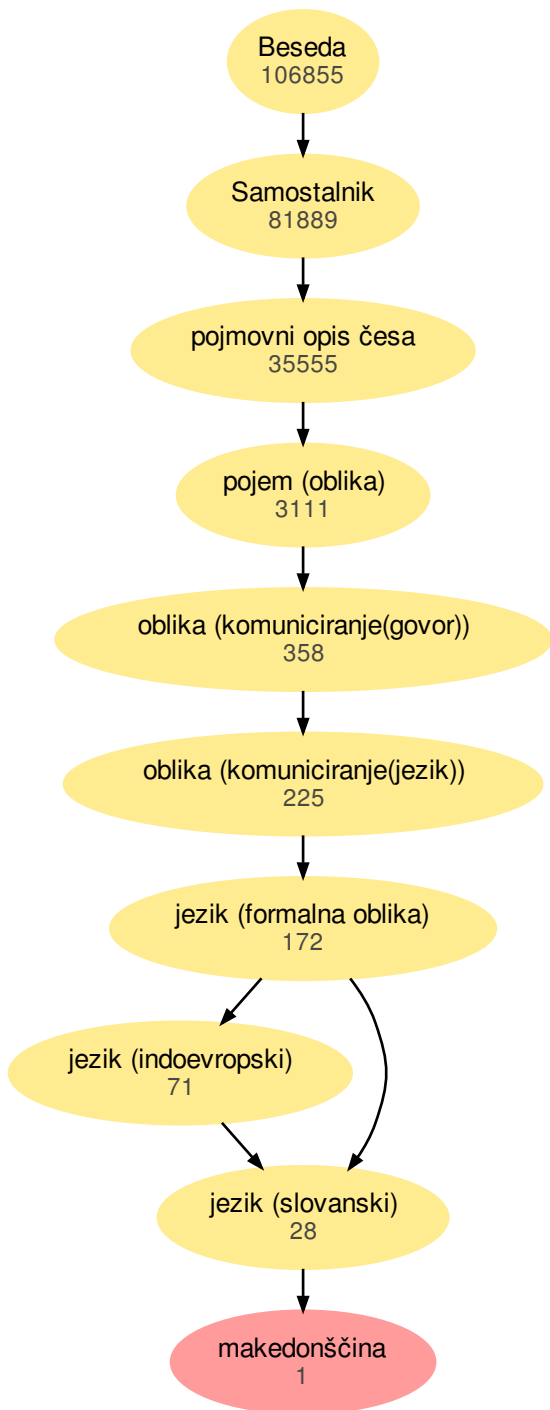 Beseda
106855
Samostalnik
81889
pojmovni opis česa
35555
pojem (oblika)
3111
oblika (komuniciranje(govor))
358
oblika (komuniciranje(jezik))
225
jezik (formalna oblika)
172
jezik (indoevropski)
71
jezik (slovanski)
28
makedonščina
1